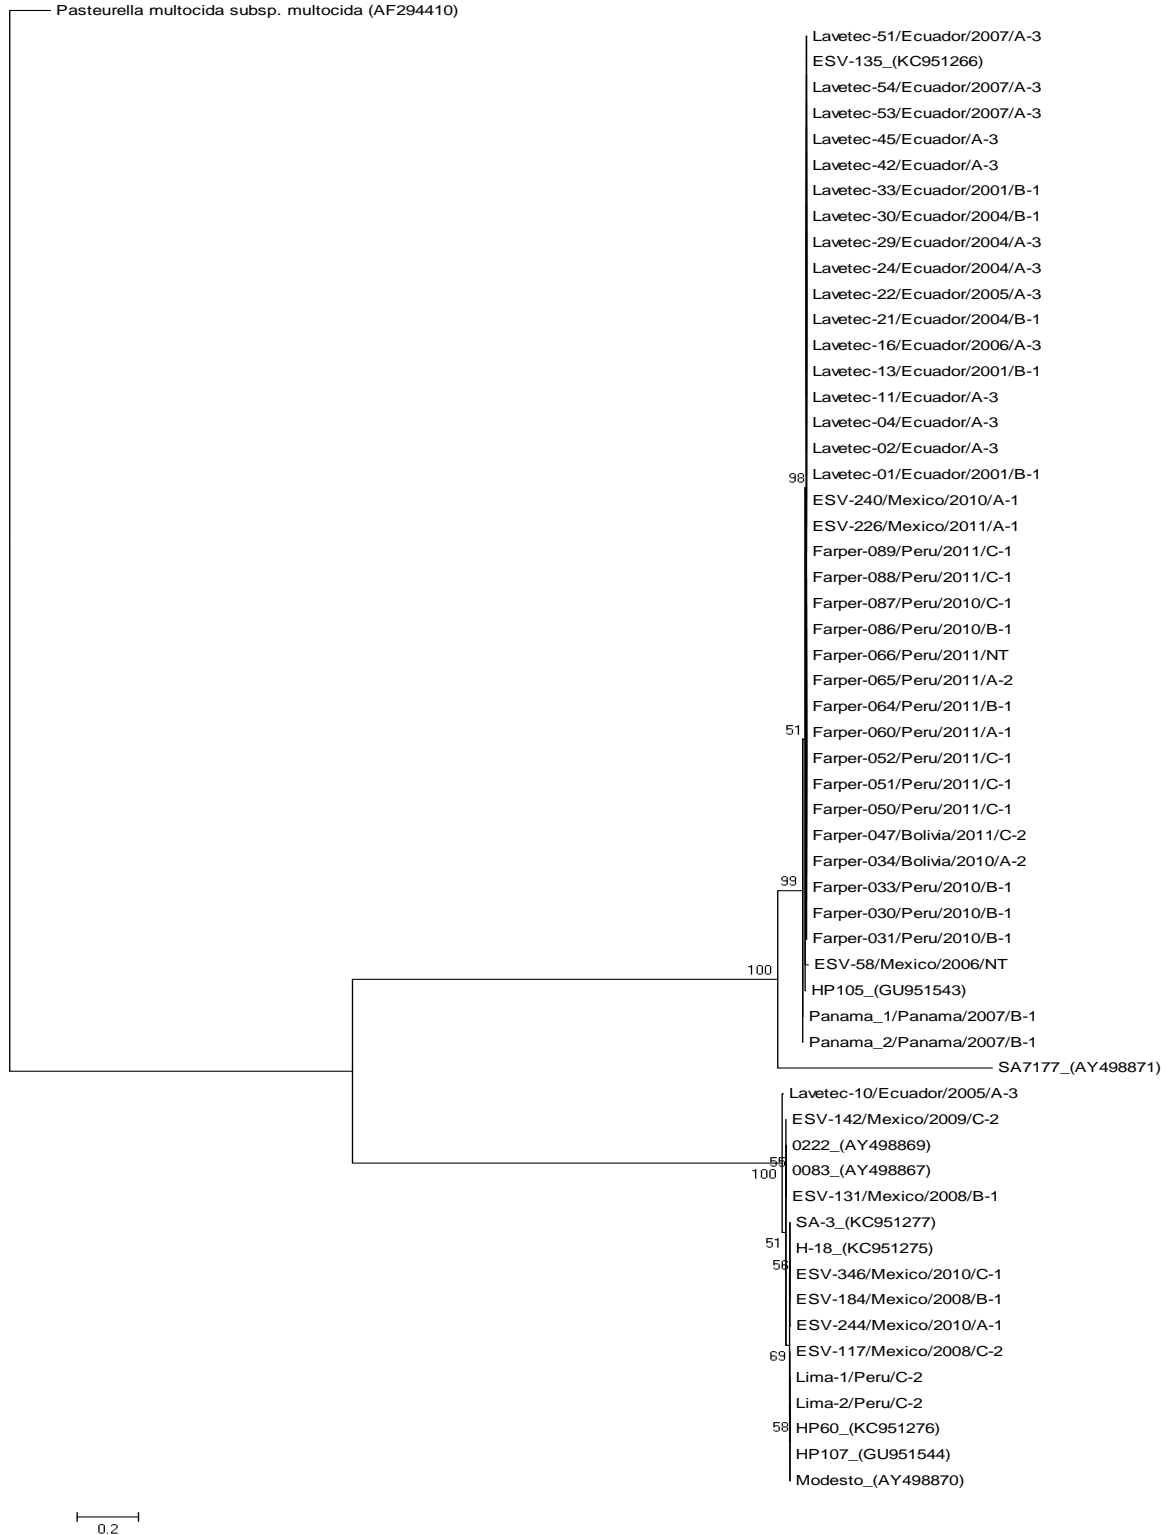 Pasteurella multocida subsp. multocida (AF294410)
Lavetec-51/Ecuador/2007/A-3
ESV-135_(KC951266)
Lavetec-54/Ecuador/2007/A-3
Lavetec-53/Ecuador/2007/A-3
Lavetec-45/Ecuador/A-3
Lavetec-42/Ecuador/A-3
Lavetec-33/Ecuador/2001/B-1
Lavetec-30/Ecuador/2004/B-1
Lavetec-29/Ecuador/2004/A-3
Lavetec-24/Ecuador/2004/A-3
Lavetec-22/Ecuador/2005/A-3
Lavetec-21/Ecuador/2004/B-1
Lavetec-16/Ecuador/2006/A-3
Lavetec-13/Ecuador/2001/B-1
Lavetec-11/Ecuador/A-3
Lavetec-04/Ecuador/A-3
Lavetec-02/Ecuador/A-3
Lavetec-01/Ecuador/2001/B-1
98
ESV-240/Mexico/2010/A-1
ESV-226/Mexico/2011/A-1
Farper-089/Peru/2011/C-1
Farper-088/Peru/2011/C-1
Farper-087/Peru/2010/C-1
Farper-086/Peru/2010/B-1
Farper-066/Peru/2011/NT
Farper-065/Peru/2011/A-2
Farper-064/Peru/2011/B-1
51
Farper-060/Peru/2011/A-1
Farper-052/Peru/2011/C-1
Farper-051/Peru/2011/C-1
Farper-050/Peru/2011/C-1
Farper-047/Bolivia/2011/C-2
Farper-034/Bolivia/2010/A-2
99
Farper-033/Peru/2010/B-1
Farper-030/Peru/2010/B-1
Farper-031/Peru/2010/B-1
ESV-58/Mexico/2006/NT
100
HP105_(GU951543)
Panama_1/Panama/2007/B-1
Panama_2/Panama/2007/B-1
SA7177_(AY498871)
Lavetec-10/Ecuador/2005/A-3
ESV-142/Mexico/2009/C-2
0222_(AY498869)
55
0083_(AY498867)
100
ESV-131/Mexico/2008/B-1
SA-3_(KC951277)
51
H-18_(KC951275)
56
ESV-346/Mexico/2010/C-1
ESV-184/Mexico/2008/B-1
ESV-244/Mexico/2010/A-1
ESV-117/Mexico/2008/C-2
69
Lima-1/Peru/C-2
Lima-2/Peru/C-2
58
HP60_(KC951276)
HP107_(GU951544)
Modesto_(AY498870)
0.2